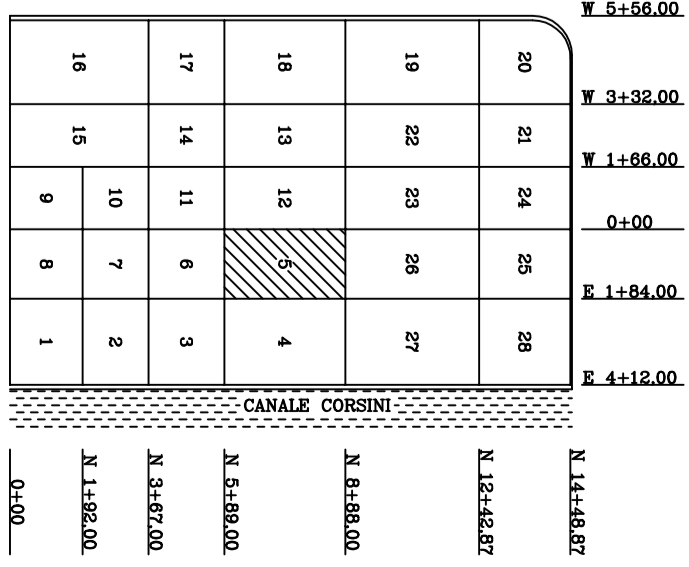 W 5+56.00
16 17 18 19 20
W 3+32.00
15 14 13 22 21
W 1+66.00
9 10 11 12 23 24
0+00
8 7 6 5 26 25
E 1+84.00
1 2 3 4 27 28
E 4+12.00
CANALE CORSINI
0+00
N 1+92.00
N 3+67.00
N 5+89.00
N 8+88.00
N 12+42.87
N 14+48.87